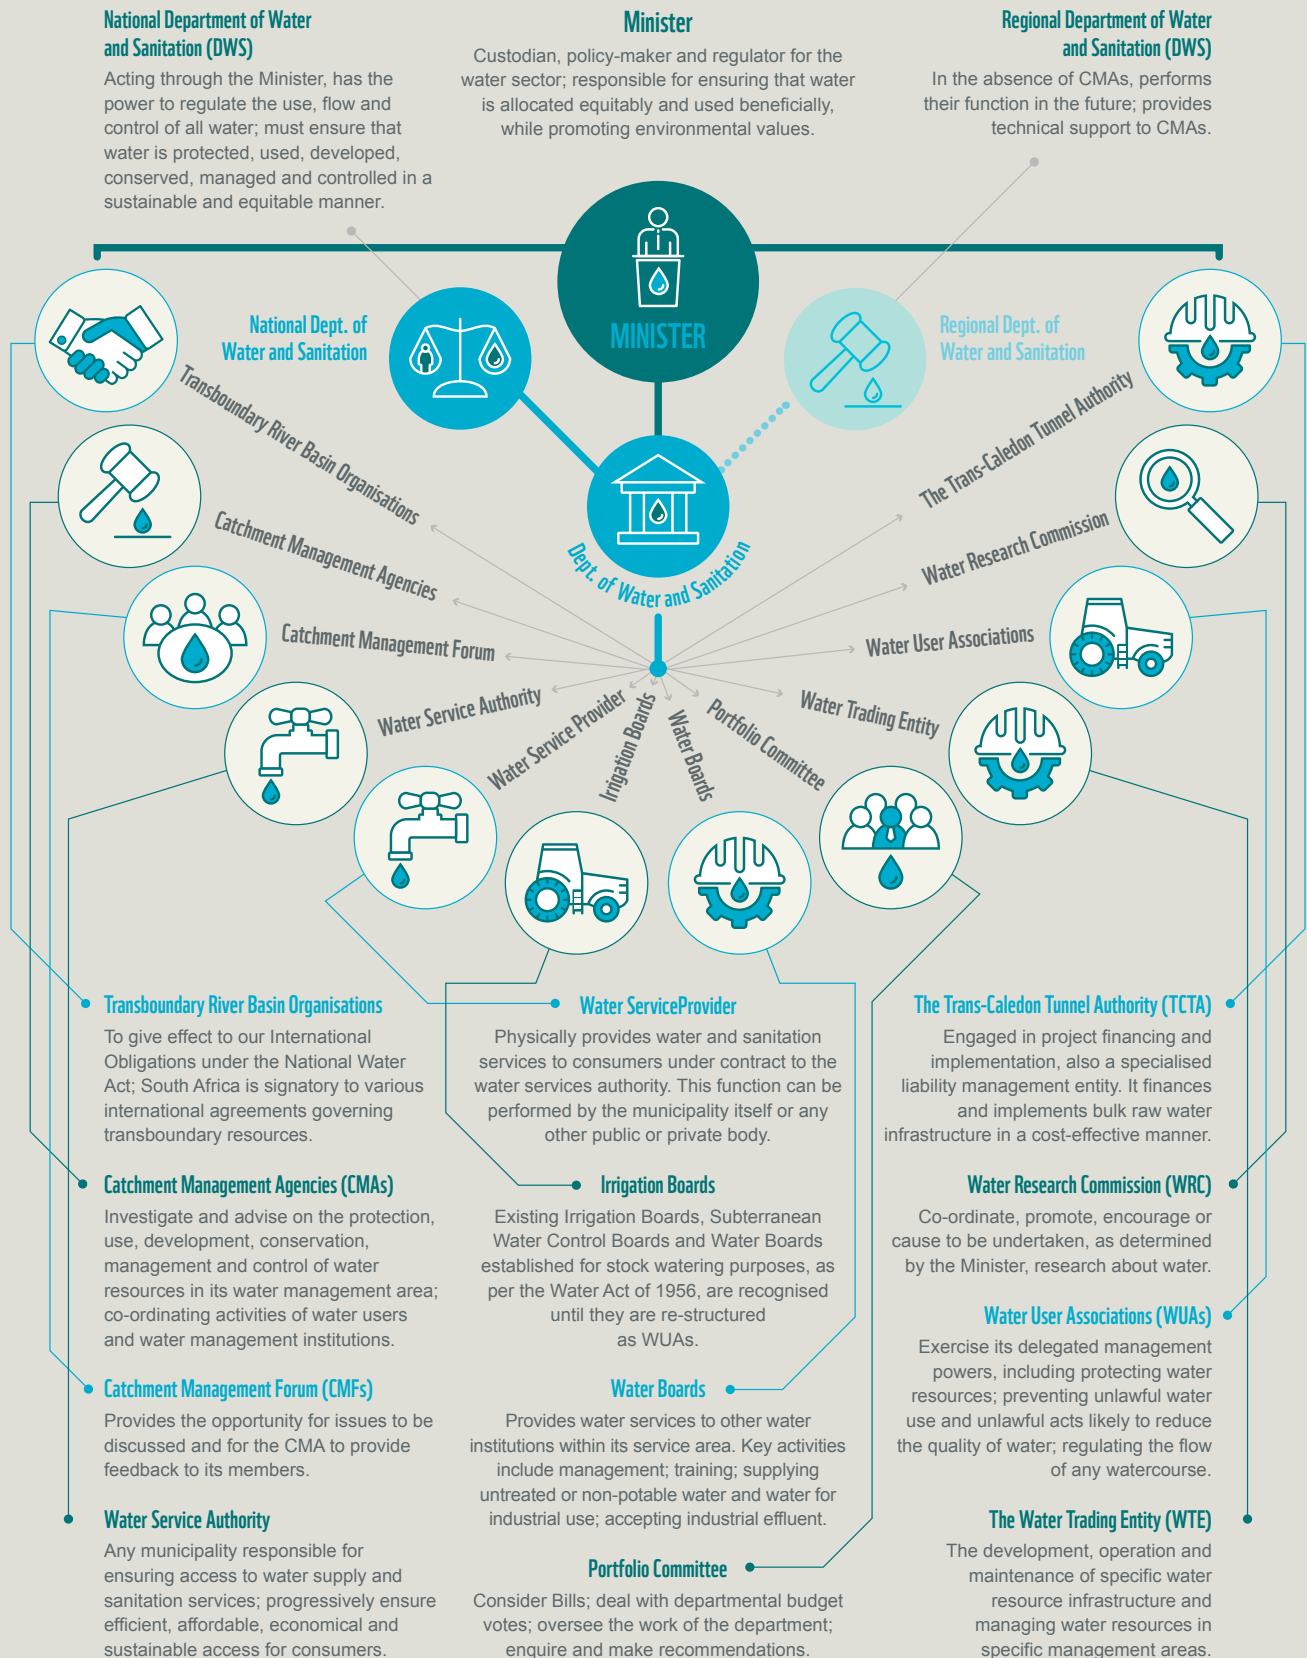 National Department of Water
and Sanitation (DWS)
Acting through the Minister, has the
power to regulate the use, flow and
control of all water; must ensure that
water is protected, used, developed,
conserved, managed and controlled in a
sustainable and equitable manner.
Minister
Custodian, policy-maker and regulator for the
water sector; responsible for ensuring that water
is allocated equitably and used beneficially,
while promoting environmental values.
Regional Department of Water
and Sanitation (DWS)
In the absence of CMAs, performs
their function in the future; provides
technical support to CMAs.
MINISTER
National Dept. of
Water and Sanitation
Regional Dept. of
Water and Sanitation
Dept. of Water and Sanitation
Transboundary River Basin Organisations
Catchment Management Agencies
Catchment Management Forum
Water Service Authority
Water Service Provider
Irrigation Boards
Water Boards
Portfolio Committee
Water Trading Entity
Water User Associations
Water Research Commission
The Trans-Caledon Tunnel Authority
Transboundary River Basin Organisations
To give effect to our International
Obligations under the National Water
Act; South Africa is signatory to various
international agreements governing
transboundary resources.
Catchment Management Agencies (CMAs)
Investigate and advise on the protection,
use, development, conservation,
management and control of water
resources in its water management area;
co-ordinating activities of water users
and water management institutions.
Catchment Management Forum (CMFs)
Provides the opportunity for issues to be
discussed and for the CMA to provide
feedback to its members.
Water Service Authority
Any municipality responsible for
ensuring access to water supply and
sanitation services; progressively ensure
efficient, affordable, economical and
sustainable access for consumers.
Water ServiceProvider
Physically provides water and sanitation
services to consumers under contract to the
water services authority. This function can be
performed by the municipality itself or any
other public or private body.
Irrigation Boards
Existing Irrigation Boards, Subterranean
Water Control Boards and Water Boards
established for stock watering purposes, as
per the Water Act of 1956, are recognised
until they are re-structured
as WUAs.
Water Boards
Provides water services to other water
institutions within its service area. Key activities
include management; training; supplying
untreated or non-potable water and water for
industrial use; accepting industrial effluent.
Portfolio Committee
Consider Bills; deal with departmental budget
votes; oversee the work of the department;
enquire and make recommendations.
The Trans-Caledon Tunnel Authority (TCTA)
Engaged in project financing and
implementation, also a specialised
liability management entity. It finances
and implements bulk raw water
infrastructure in a cost-effective manner.
Water Research Commission (WRC)
Co-ordinate, promote, encourage or
cause to be undertaken, as determined
by the Minister, research about water.
Water User Associations (WUAs)
Exercise its delegated management
powers, including protecting water
resources; preventing unlawful water
use and unlawful acts likely to reduce
the quality of water; regulating the flow
of any watercourse.
The Water Trading Entity (WTE)
The development, operation and
maintenance of specific water
resource infrastructure and
managing water resources in
specific management areas.